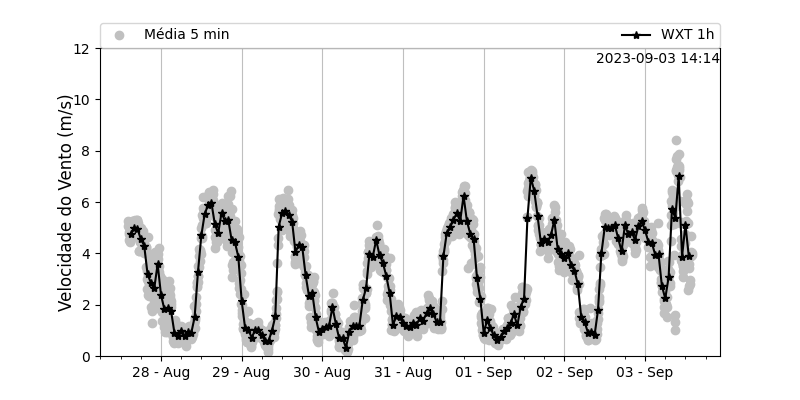 Média 5 min
WXT 1h
2023-09-03 14:14
Velocidade do Vento (m/s)
12
10
8
6
4
2
0
28 - Aug
29 - Aug
30 - Aug
31 - Aug
01 - Sep
02 - Sep
03 - Sep